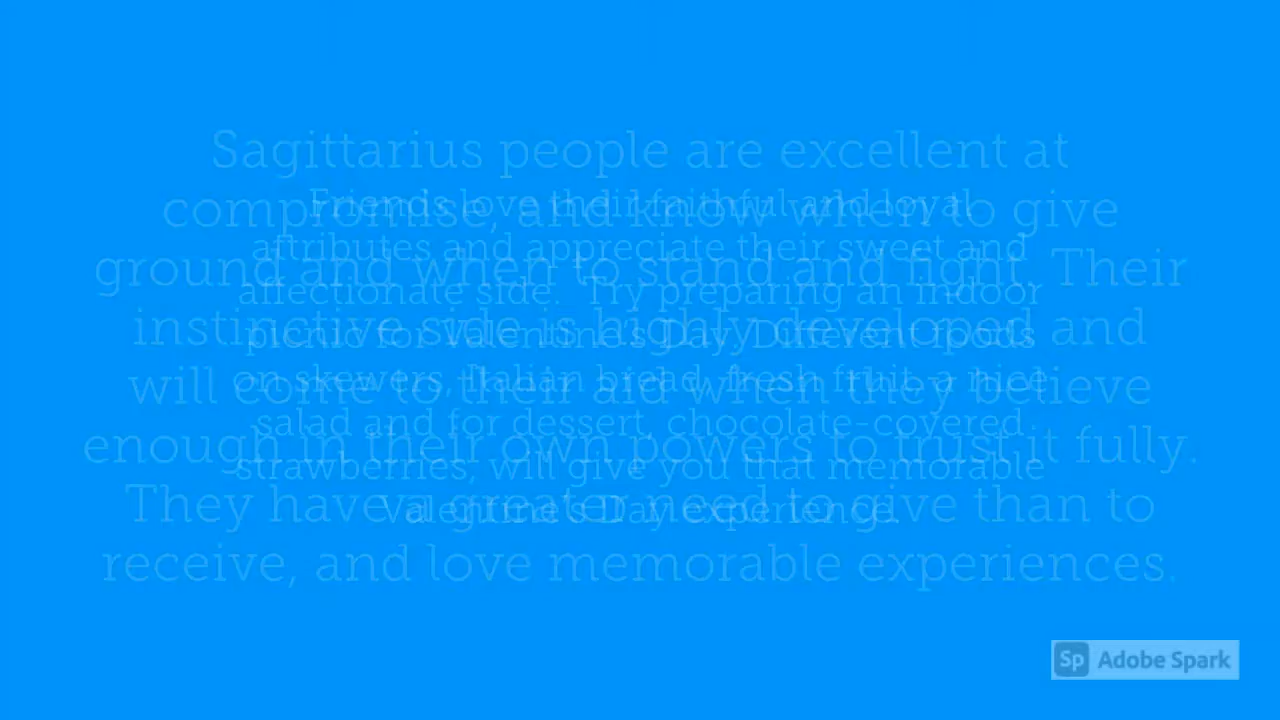 Sagittarius people are excellent at
compromise, and know when to give
ground and when to stand and fight. Their
instinctive side is highly developed and
will come to their aid when they believe
enough in their own powers to trust it fully.
They have a greater need to give than to
receive, and love memorable experiences.
Friends love their faithful and loyal
attributes and appreciate their sweet and
affectionate side. Try preparing an indoor
picnic for Valentine's Day. Different foods
on skewers, Italian bread, fresh fruit, a nice
salad and for dessert, chocolate-covered
strawberries, will give you that memorable
Valentine's Day experience.
Sp Adobe Spark